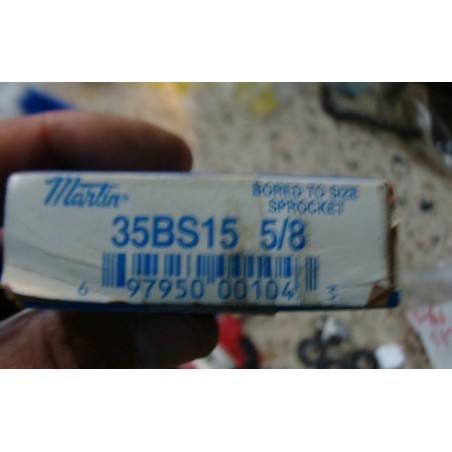 Martin®
BORED TO SIZE
SPROCKET
35BS15 5/8
6 97950 00104 3